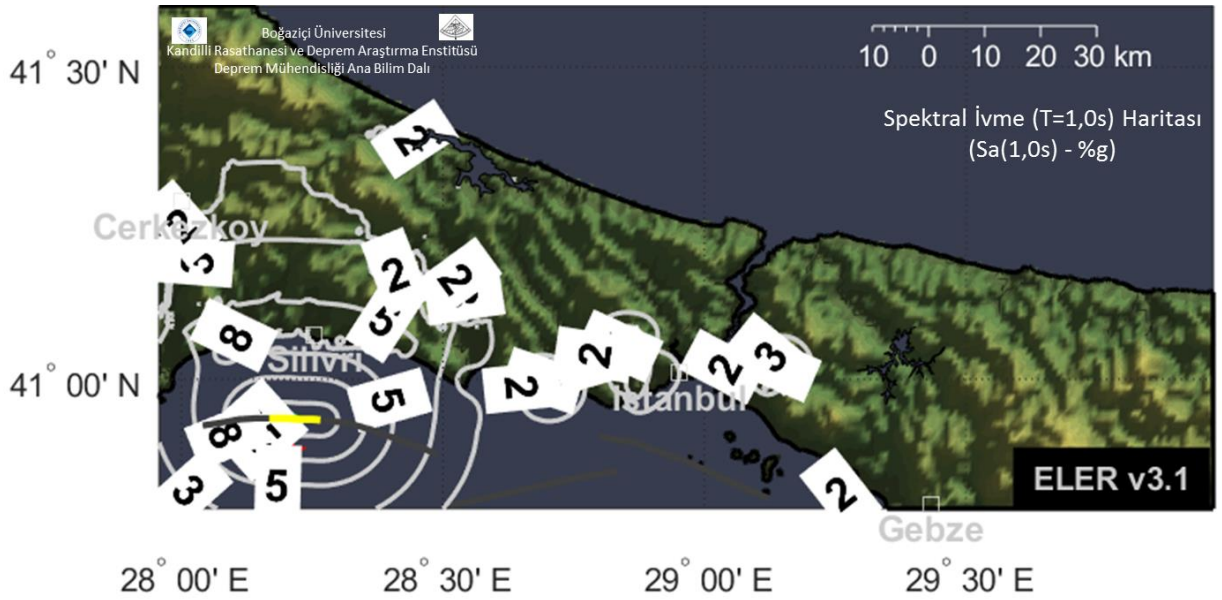 Boğaziçi Üniversitesi
Kandilli Rasathanesi ve Deprem Araştırma Enstitüsü
Deprem Mühendisliği Ana Bilim Dalı
10 0 10 20 30 km
41° 30' N
Spektral İvme (T=1,0s) Haritası
(Sa(1,0s) - %g)
2
Cerkezkoy
2
2
5
8
Silivri
2
2
2
3
41° 00' N
5
Istanbul
8
3
5
2
ELER v3.1
Gebze
28° 00' E
28° 30' E
29° 00' E
29° 30' E